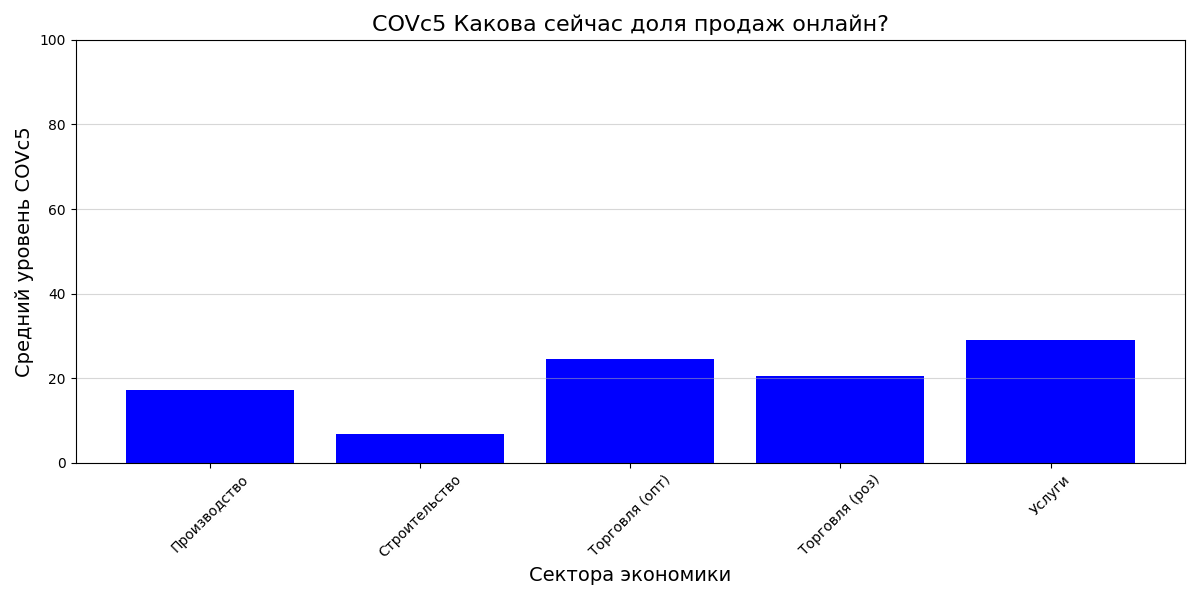 COVc5 Какова сейчас доля продаж онлайн?
Средний уровень COVc5
100
80
60
40
20
0
Производство
Строительство
Торговля (опт)
Торговля (роз)
Услуги
Сектора экономики